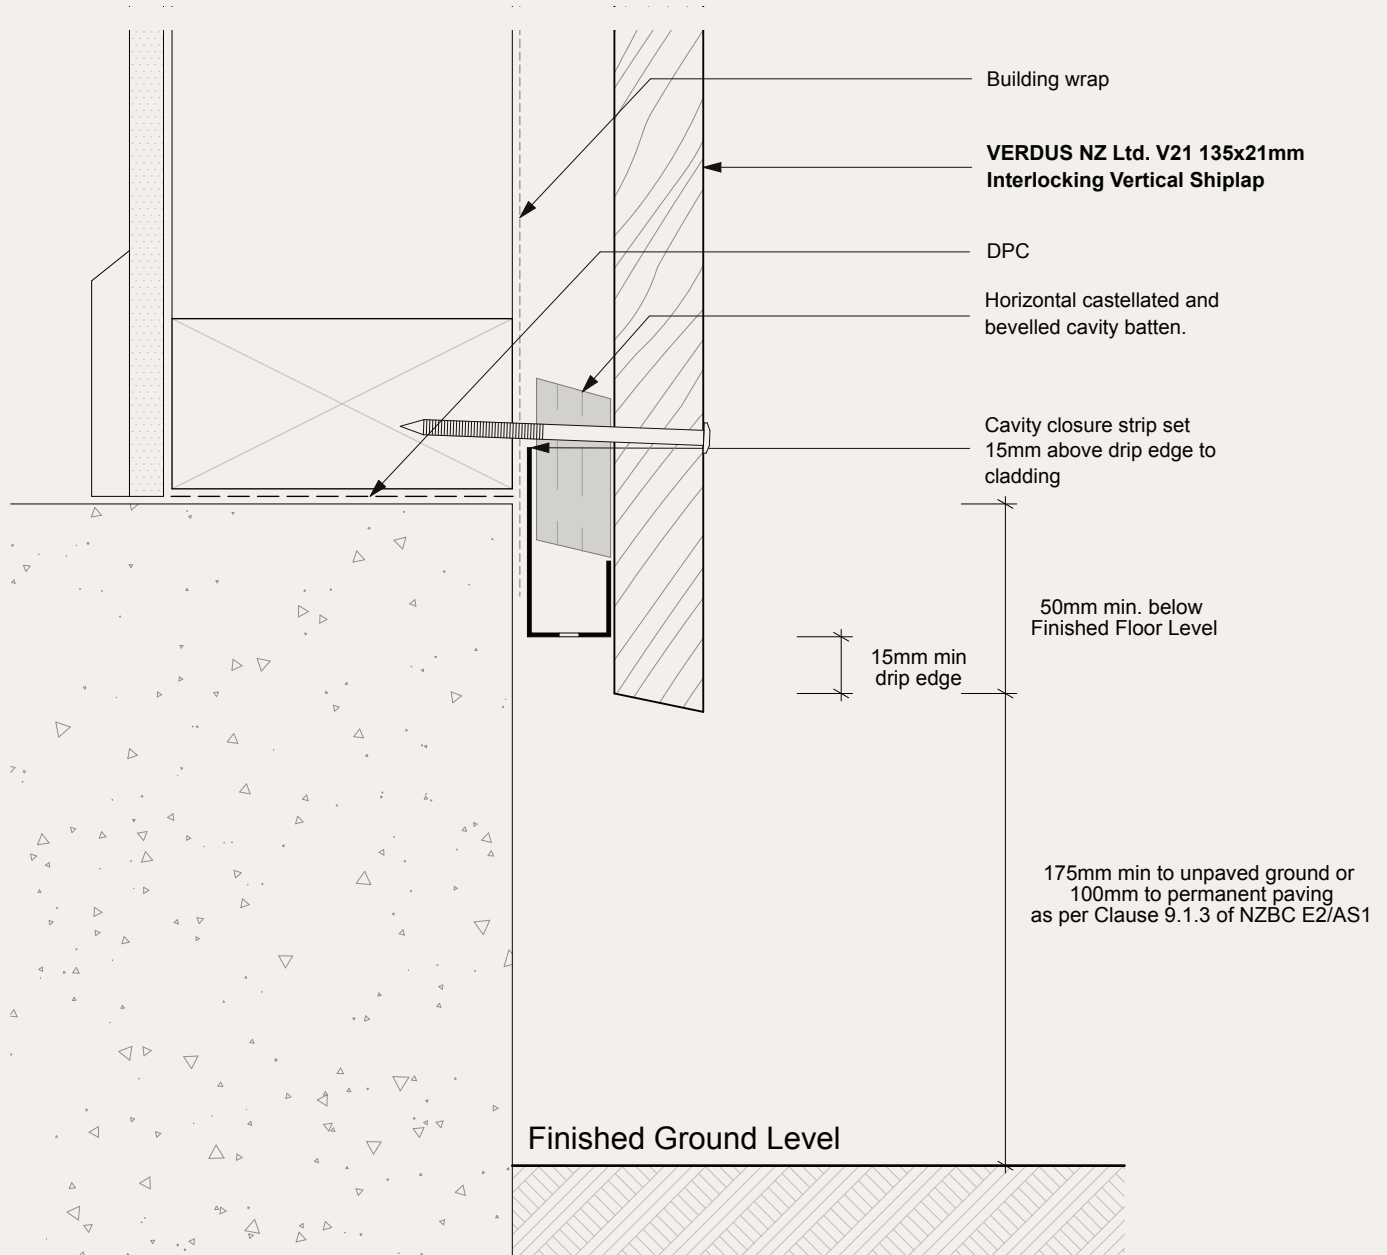 Building wrap
VERDUS NZ Ltd. V21 135x21mm
Interlocking Vertical Shiplap
DPC
Horizontal castellated and
bevelled cavity batten.
Cavity closure strip set
15mm above drip edge to
cladding
50mm min. below
Finished Floor Level
15mm min
drip edge
175mm min to unpaved ground or
100mm to permanent paving
as per Clause 9.1.3 of NZBC E2/AS1
Finished Ground Level